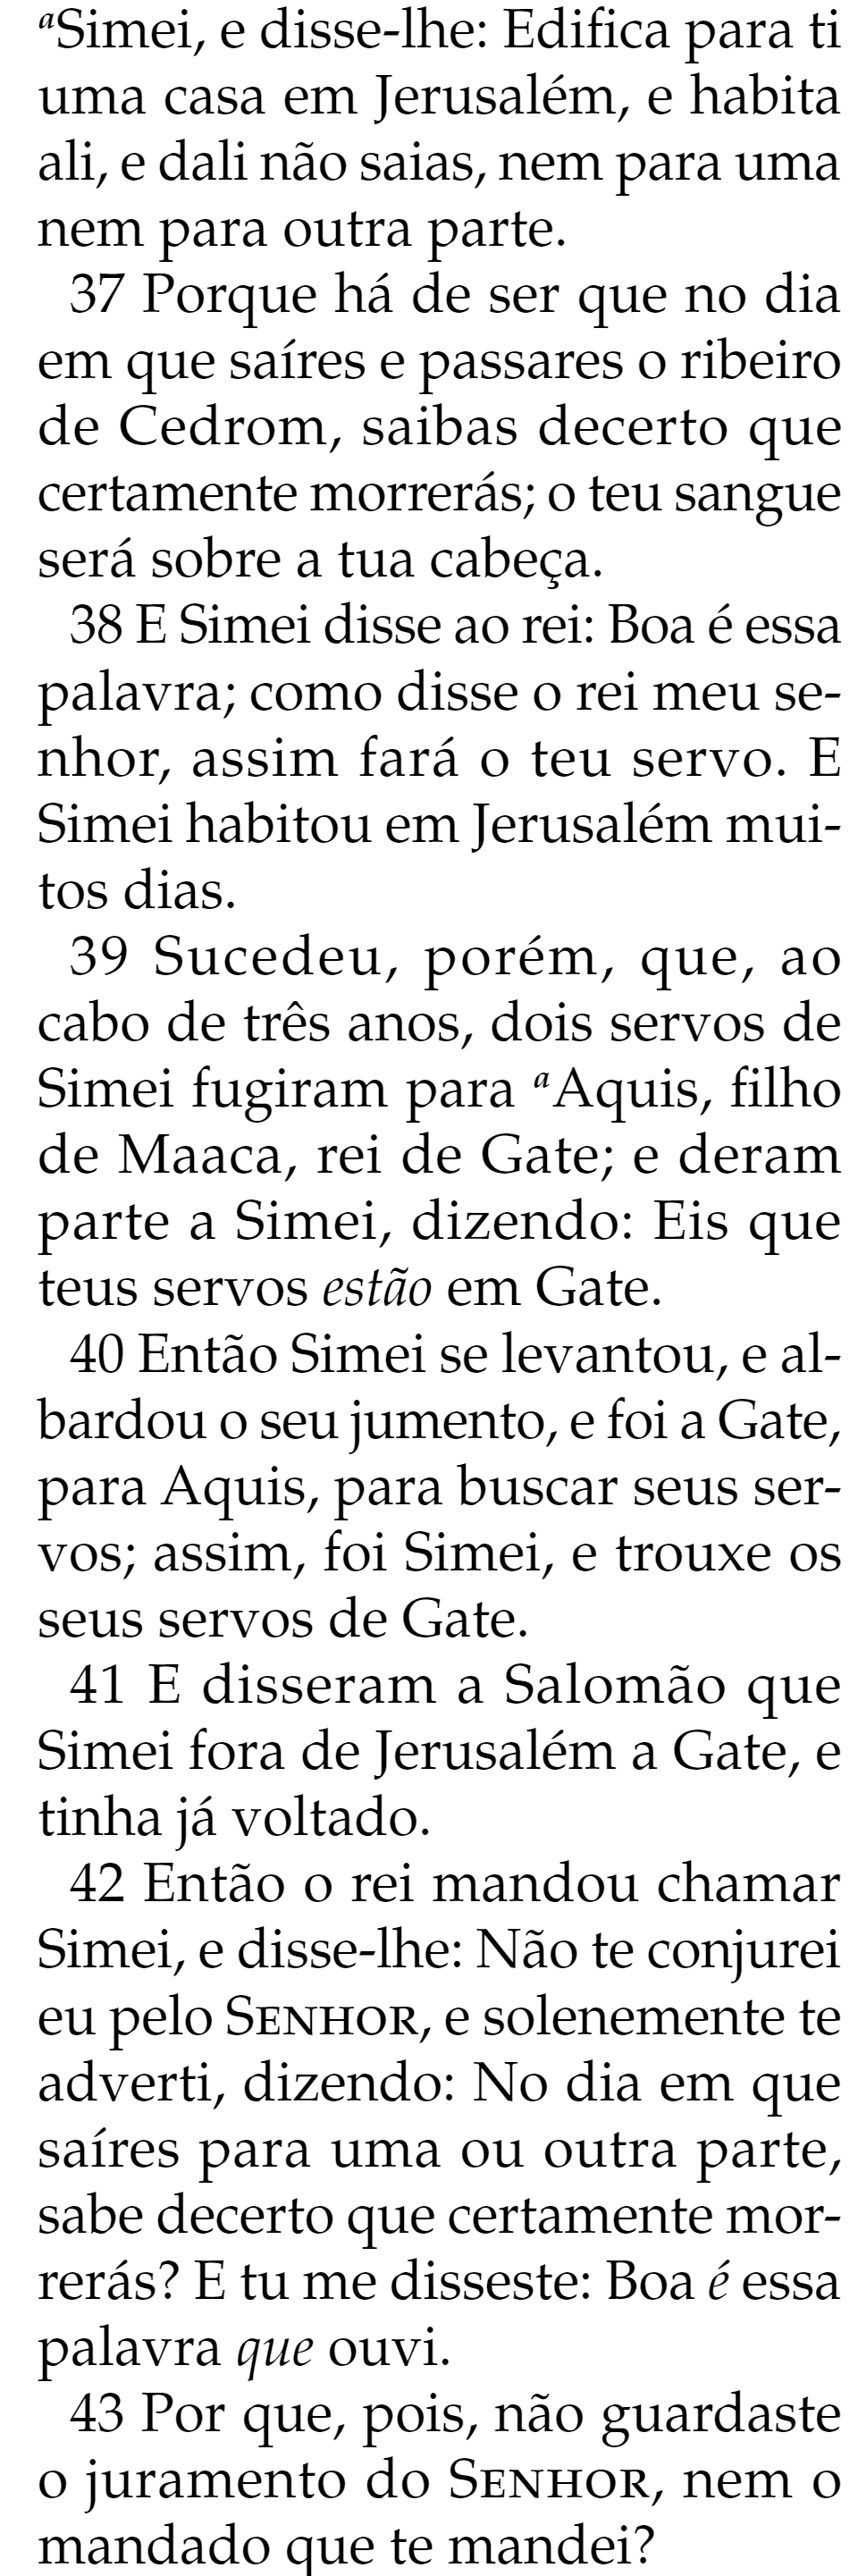 aSimei, e disse-lhe: Edifica para ti
uma casa em Jerusalém, e habita
ali, e dali não saias, nem para uma
nem para outra parte.
37 Porque há de ser que no dia
em que saíres e passares o ribeiro
de Cedrom, saibas decerto que
certamente morrerás; o teu sangue
será sobre a tua cabeça.
38 E Simei disse ao rei: Boa é essa
palavra; como disse o rei meu se-
nhor, assim fará o teu servo. E
Simei habitou em Jerusalém mui-
tos dias.
39 Sucedeu, porém, que, ao
cabo de três anos, dois servos de
Simei fugiram para aAquis, filho
de Maaca, rei de Gate; e deram
parte a Simei, dizendo: Eis que
teus servos estão em Gate.
40 Então Simei se levantou, e al-
bardou o seu jumento, e foi a Gate,
para Aquis, para buscar seus ser-
vos; assim, foi Simei, e trouxe os
seus servos de Gate.
41 E disseram a Salomão que
Simei fora de Jerusalém a Gate, e
tinha já voltado.
42 Então o rei mandou chamar
Simei, e disse-lhe: Não te conjurei
eu pelo SENHOR, e solenemente te
adverti, dizendo: No dia em que
saíres para uma ou outra parte,
sabe decerto que certamente mor-
rerás? E tu me disseste: Boa é essa
palavra que ouvi.
43 Por que, pois, não guardaste
o juramento do SENHOR, nem o
mandado que te mandei?